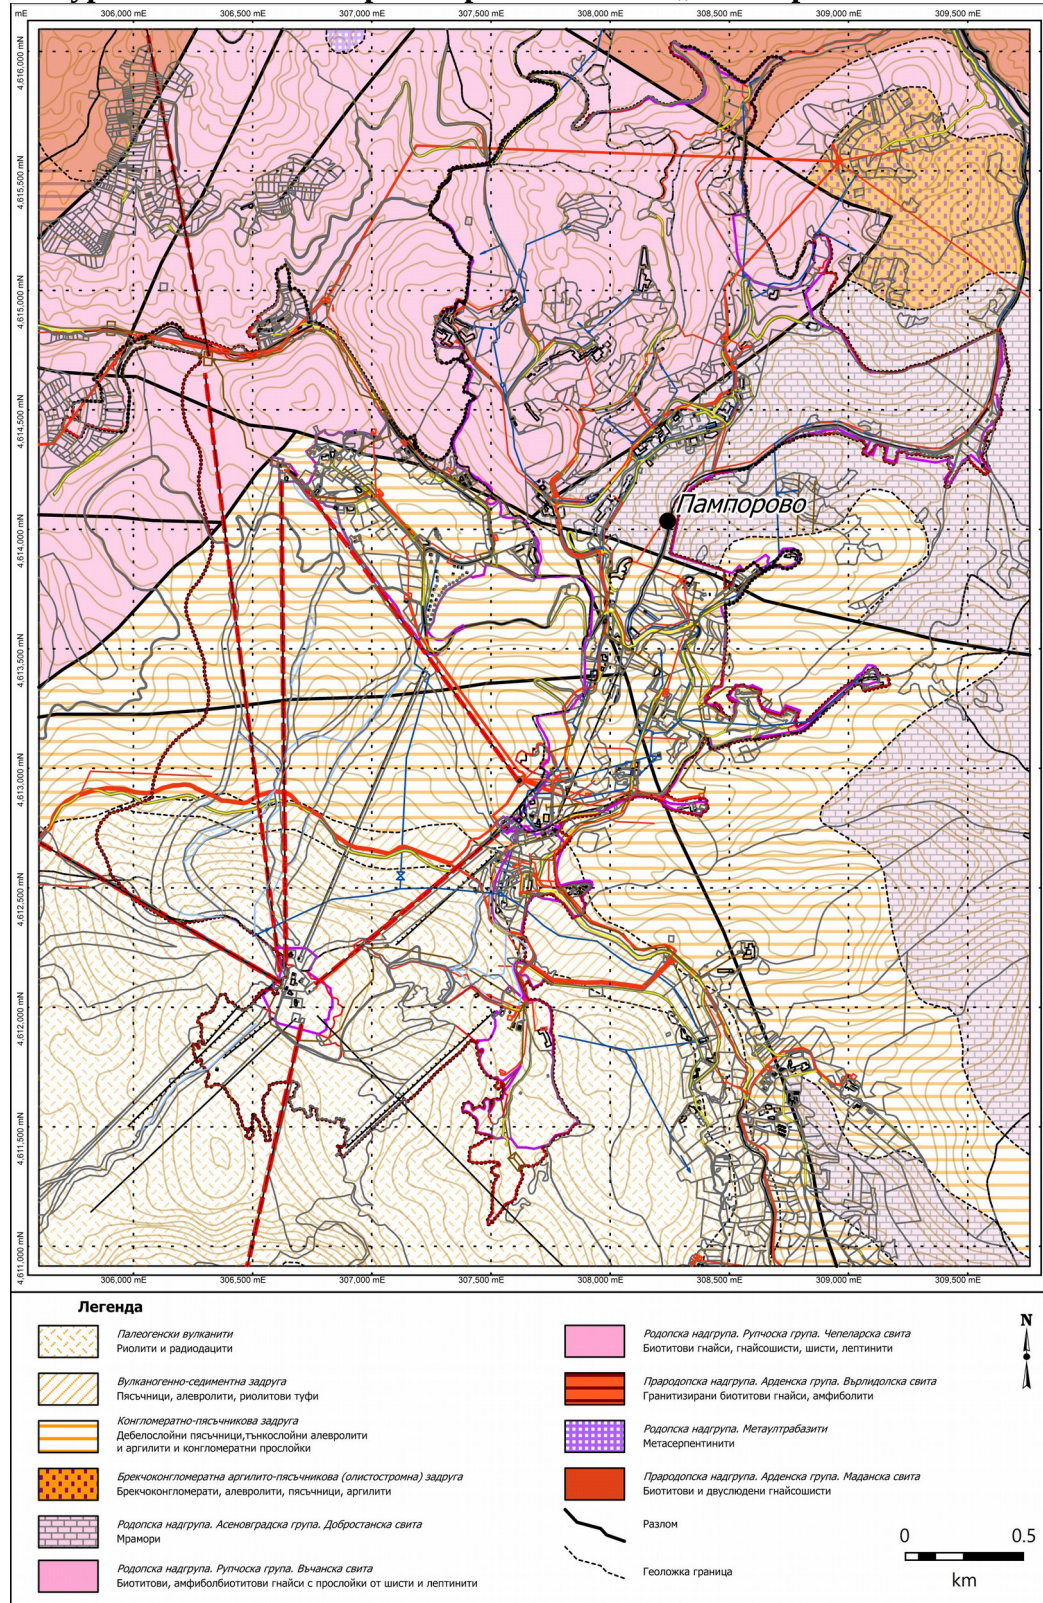 mE 306,000 mE 306,500 mE 307,000 mE 307,500 mE 308,000 mE 308,500 mE 309,000 mE 309,500 mE
4.616,000 mN
4.615,500 mN
4.615,000 mN
4.614,500 mN
4.614,000 mN
4.613,500 mN
4.613,000 mN
4.612,500 mN
4.612,000 mN
4.611,500 mN
4.611,000 mN
Пампорово
306,000 mE 306,500 mE 307,000 mE 307,500 mE 308,000 mE 308,500 mE 309,000 mE 309,500 mE
Легенда
Палеогенски вулканити
Риолити и радиодацити
Вулканогенно-седиментна задруга
Пясъчници, алевролити, риолитови туфи
Конгломератно-пясъчникова задруга
Дебелослойни пясъчници,тънкослойни алевролити
и аргилити и конгломератни прослойки
Брекчоконгломератна аргилито-пясъчникова (олистостромна) задруга
Брекчоконгломерати, алевролити, пясъчници, аргилити
Родопска надгрупа. Асеновградска група. Добростанска свита
Мрамори
Родопска надгрупа. Рупчоска група. Въчанска свита
Биотитови, амфиболбиотитови гнайси с прослойки от шисти и лептинити
Родопска надгрупа. Рупчоска група. Чепеларска свита
Биотитови гнайси, гнайсошисти, шисти, лептинити
Прародопска надгрупа. Арденска група. Върлидолска свита
Гранитизирани биотитови гнайси, амфиболити
Родопска надгрупа. Метаултрабазити
Метасерпентинити
Прародопска надгрупа. Арденска група. Маданска свита
Биотитови и двуслюдени гнайсошисти
Разлом
Геоложка граница
N
0 0.5
km